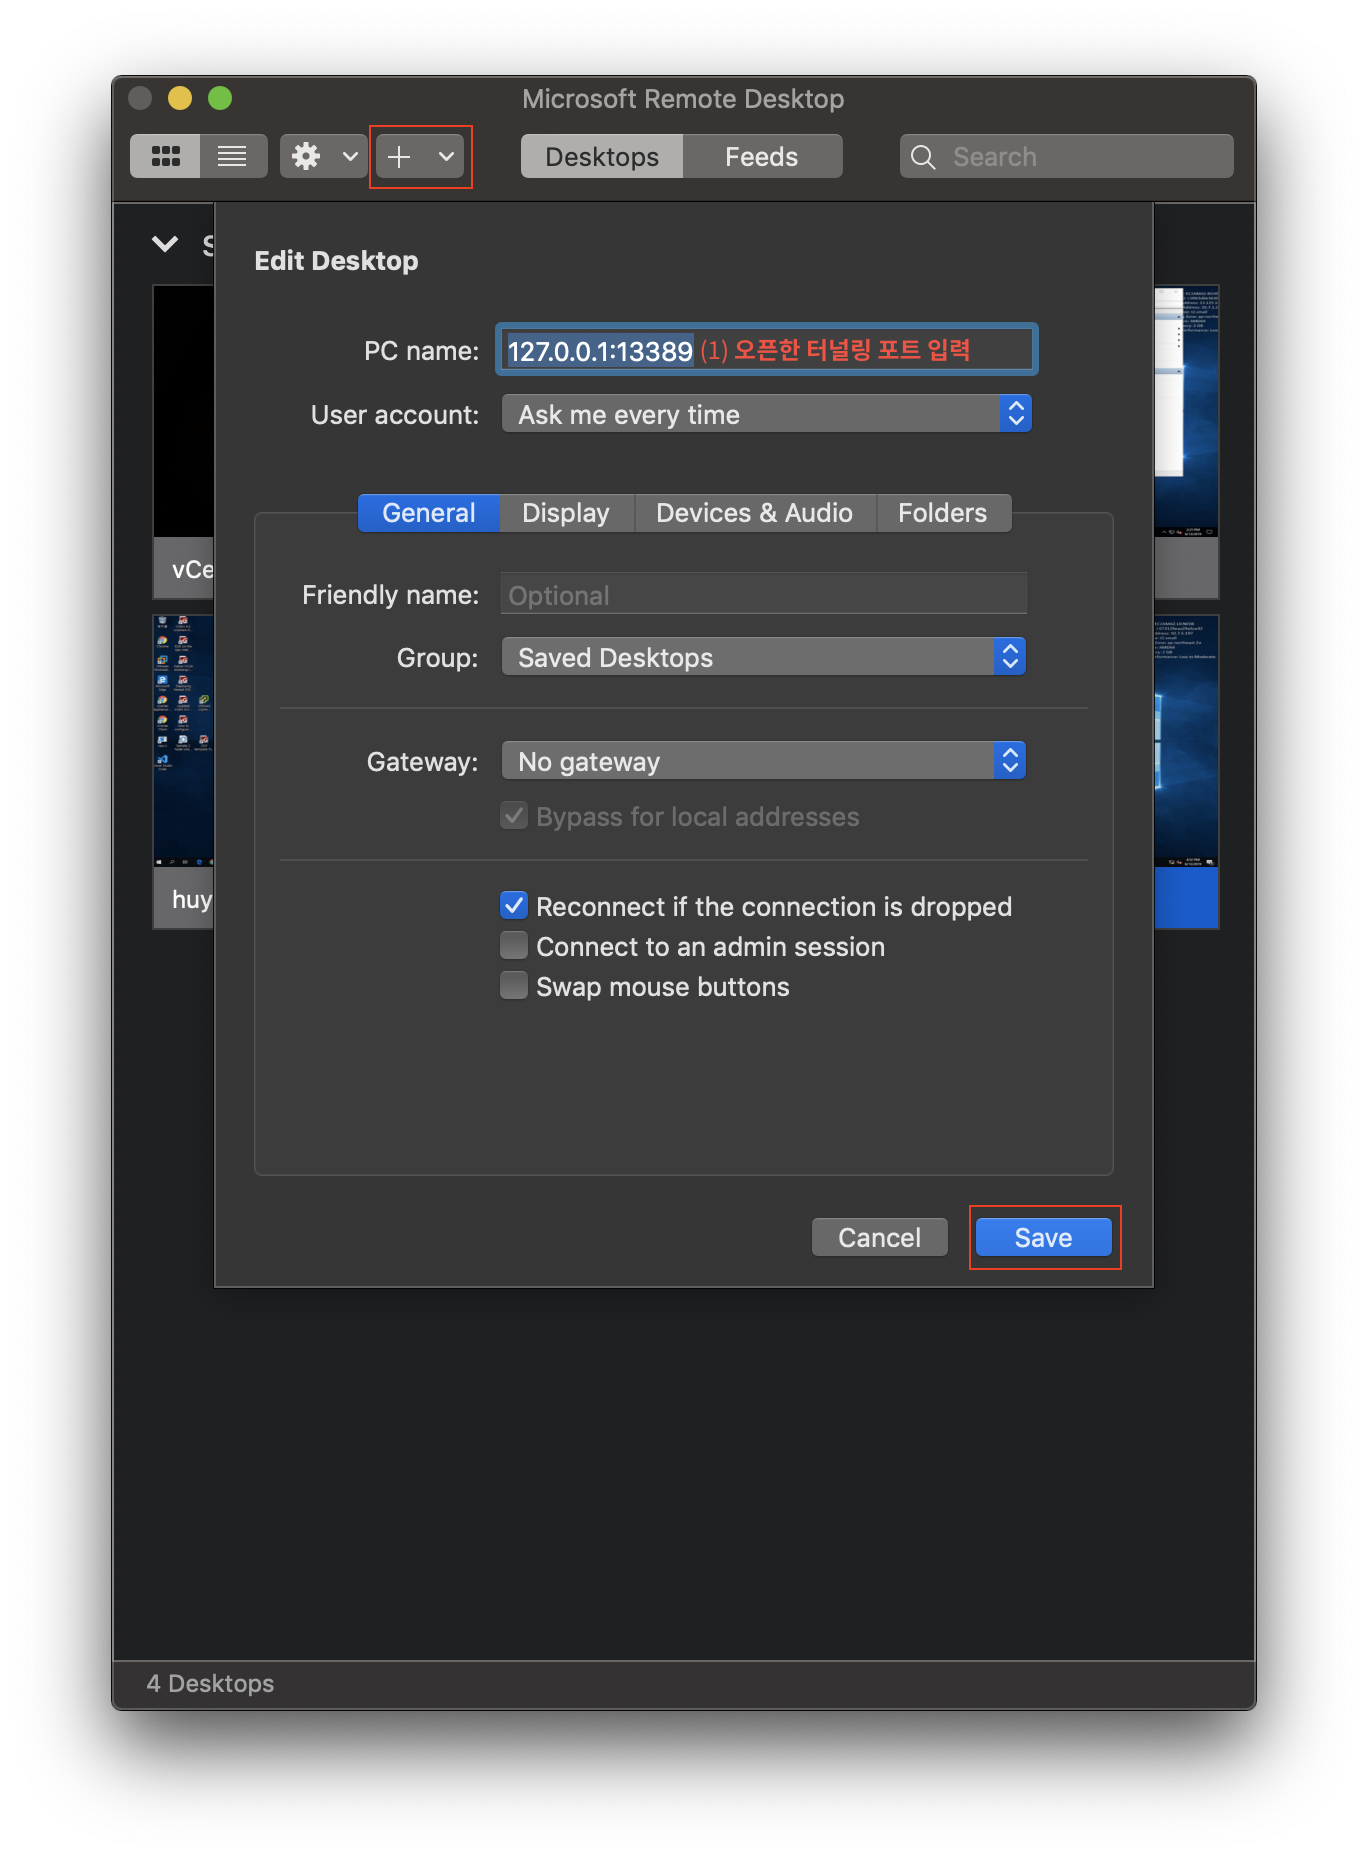 Microsoft Remote Desktop
Desktops Feeds Search
Edit Desktop
PC name: 127.0.0.1:13389 (1) 오픈한 터널링 포트 입력
User account: Ask me every time
General Display Devices & Audio Folders
Friendly name: Optional
Group: Saved Desktops
vCe
Gateway: No gateway
Bypass for local addresses
huy
Reconnect if the connection is dropped
Connect to an admin session
Swap mouse buttons
Cancel Save
4 Desktops